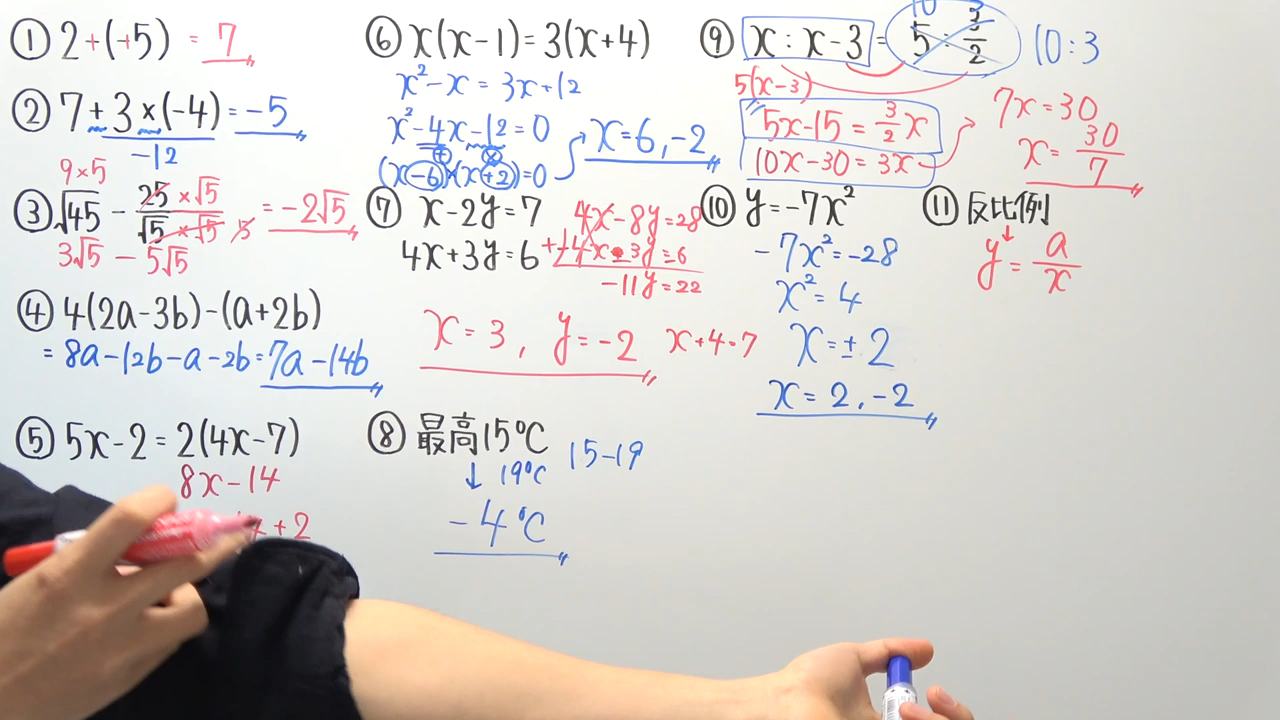 ① 2+(+5) = 7
② 7+3×(-4) = -5
-12
9×5
③ √45 - 25/√5 ×√5/×√5 = -2√5
5
3√5 - 5√5
④ 4(2a-3b)-(a+2b)
= 8a-12b-a-2b = 7a-14b
⑤ 5x-2 = 2(4x-7)
8x-14
+2
⑥ x(x-1) = 3(x+4)
x²-x = 3x+12
x²-4x-12 = 0
+ ×
(x-6)(x+2) = 0
x = 6, -2
⑦ x-2y = 7
4x+3y = 6
4x-8y = 28
-11y = 22
x = 3, y = -2
x+4=7
⑧ 最高15℃
↓ 19℃
15-19
-4℃
⑨ x : x-3 = 5 : 3/2
10 3
10:3
5(x-3)
5x-15 = 3/2 x
10x-30 = 3x
7x = 30
x = 30/7
⑩ y = -7x²
-7x² = -28
x² = 4
x = ±2
x = 2, -2
⑪ 反比例
↓
y = a/x